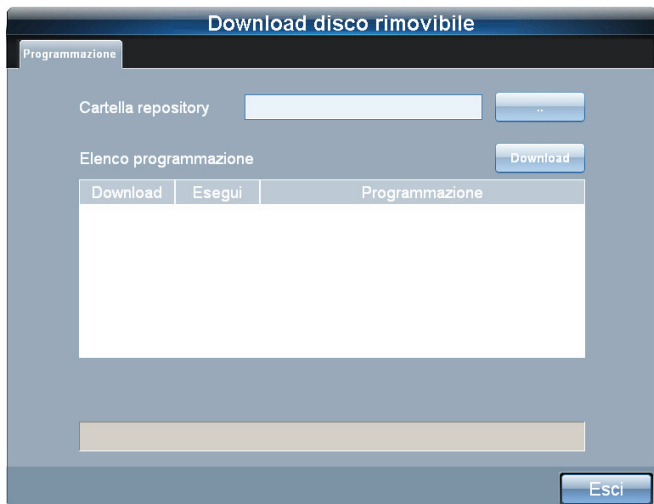 Download disco rimovibile
Programmazione
Cartella repository
..
Elenco programmazione
Download
Download Esegui Programmazione
Esci